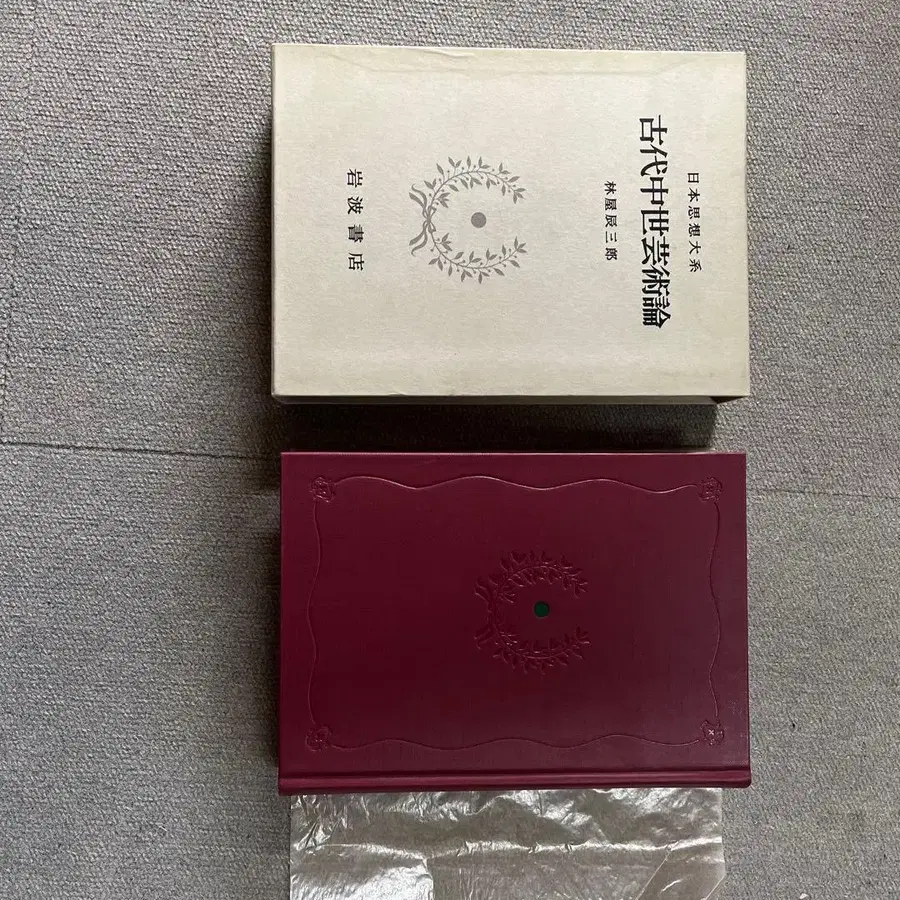 日本思想大系
古代中世芸術論
林屋辰三郎
岩波書店